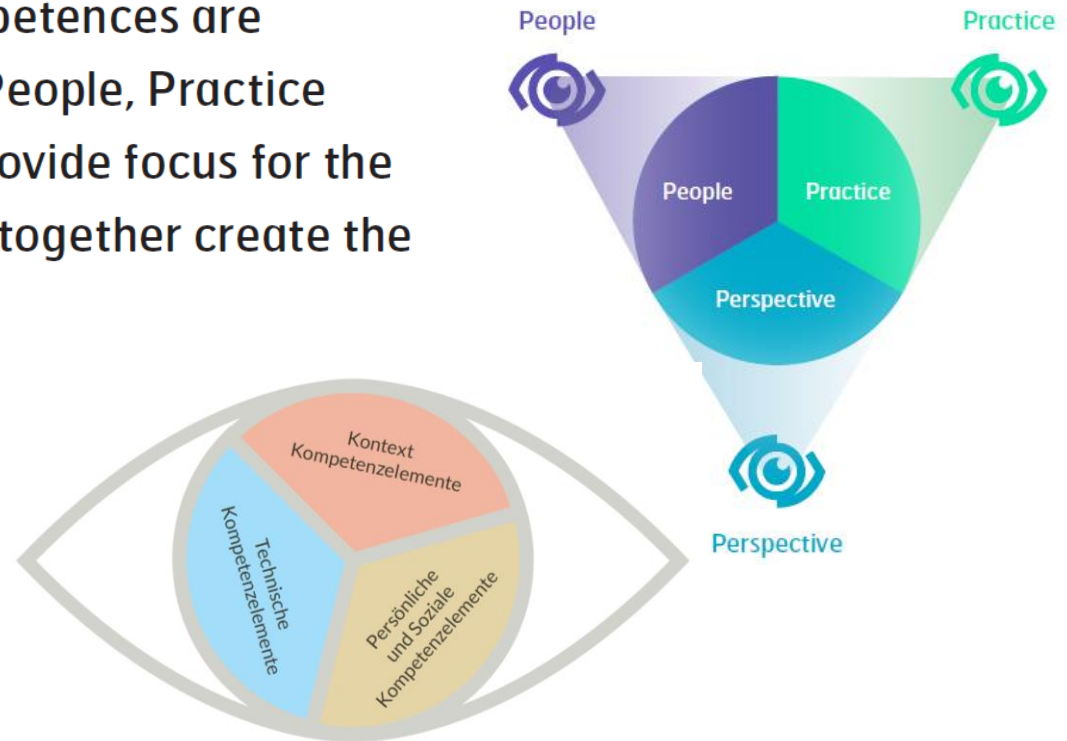 petences are
People, Practice
ovide focus for the
together create the
People
Practice
People
Practice
Perspective
Perspective
Kontext
Kompetenzelemente
Technische
Kompetenzelemente
Persönliche
und Soziale
Kompetenzelemente